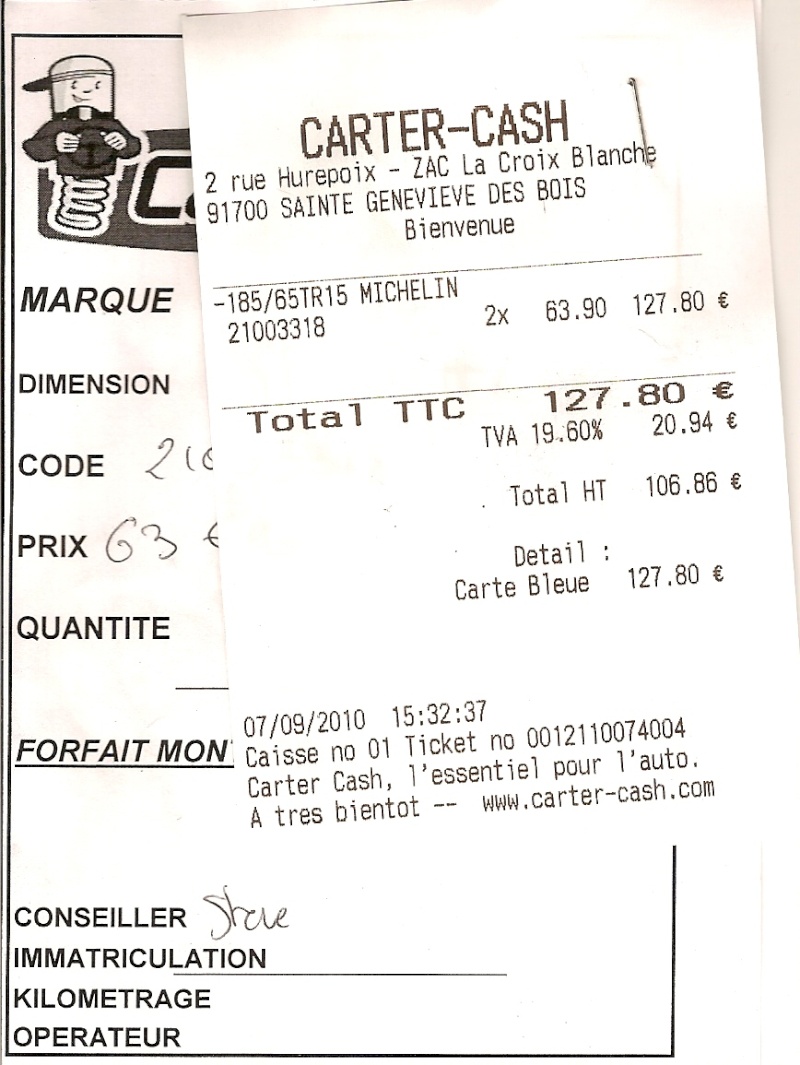 CARTER-CASH
2 rue Hurepoix - ZAC La Croix Blanche
91700 SAINTE GENEVIEVE DES BOIS
Bienvenue
-185/65TR15 MICHELIN
21003318 2x 63.90 127.80 €
Total TTC 127.80 €
TVA 19.60% 20.94 €
Total HT 106.86 €
Detail :
Carte Bleue 127.80 €
07/09/2010 15:32:37
Caisse no 01 Ticket no 0012110074004
Carter Cash, l'essentiel pour l'auto.
A tres bientot -- www.carter-cash.com
MARQUE
DIMENSION
CODE 210
PRIX 63 €
QUANTITE
FORFAIT MON
CONSEILLER Steve
IMMATRICULATION
KILOMETRAGE
OPERATEUR